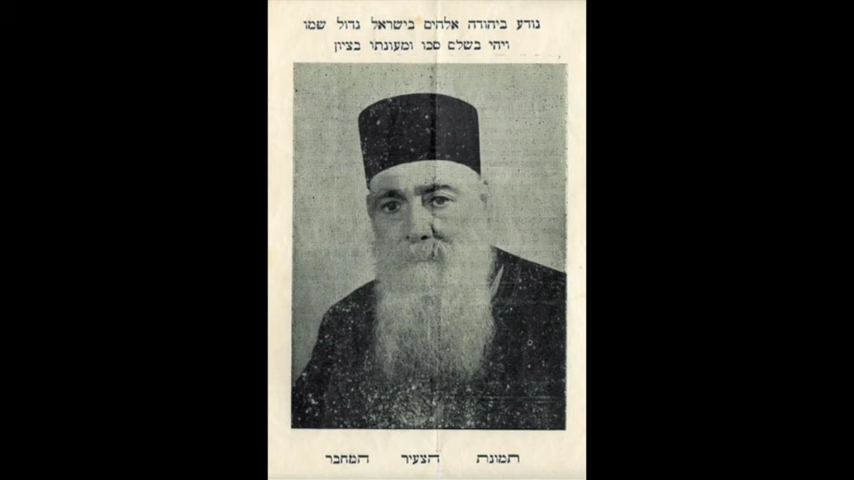 נודע ביהודה אלהים בישראל גדול שמו
ויהי בשלם סכו ומעונתו בציון
תמונת הצעיר המחבר